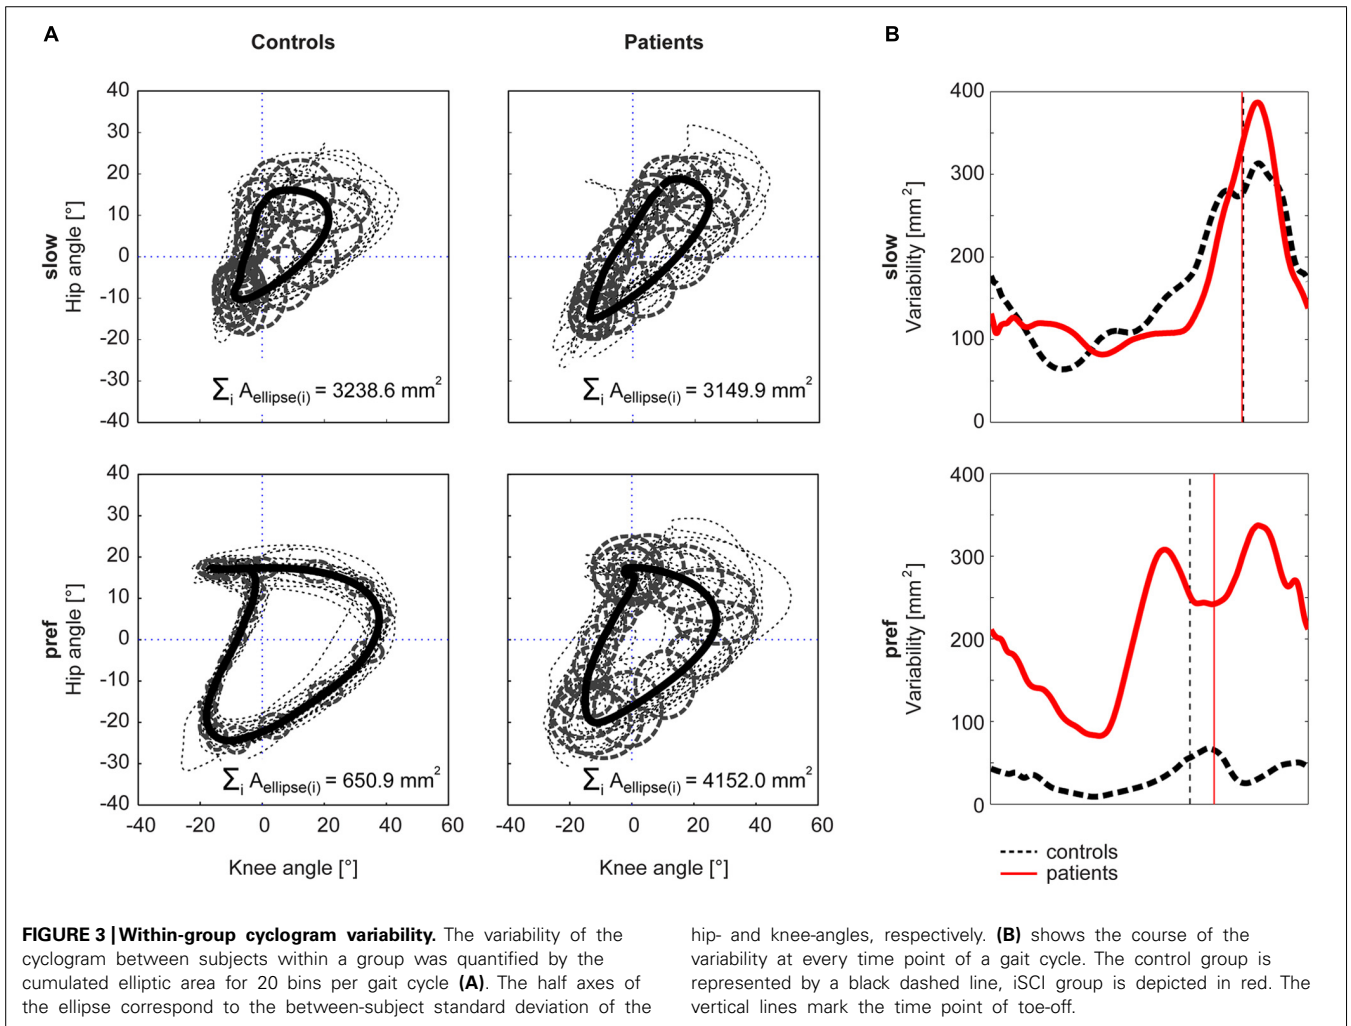 A
Controls
Patients
B
40
30
20
10
0
-10
-20
-30
-40
slow
Hip angle [°]
∑i Aellipse(i) = 3238.6 mm²
∑i Aellipse(i) = 3149.9 mm²
400
300
200
100
0
slow
Variability [mm²]
40
30
20
10
0
-10
-20
-30
-40
pref
Hip angle [°]
∑i Aellipse(i) = 650.9 mm²
∑i Aellipse(i) = 4152.0 mm²
-40 -20 0 20 40 60
-40 -20 0 20 40 60
Knee angle [°]
Knee angle [°]
400
300
200
100
0
pref
Variability [mm²]
controls
patients
FIGURE 3 | Within-group cyclogram variability. The variability of the
cyclogram between subjects within a group was quantified by the
cumulated elliptic area for 20 bins per gait cycle (A). The half axes of
the ellipse correspond to the between-subject standard deviation of the
hip- and knee-angles, respectively. (B) shows the course of the
variability at every time point of a gait cycle. The control group is
represented by a black dashed line, iSCI group is depicted in red. The
vertical lines mark the time point of toe-off.